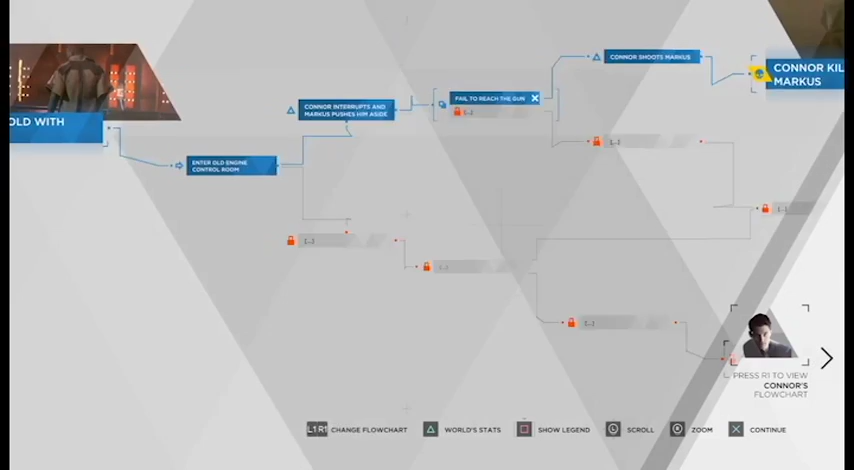 CONNOR SHOOTS MARKUS
CONNOR KIL
MARKUS
FAIL TO REACH THE GUN
[...]
CONNOR INTERRUPTS AND
MARKUS PUSHES HIM ASIDE
OLD WITH
[...]
ENTER OLD ENGINE
CONTROL ROOM
[...]
[...]
[...]
[...]
PRESS R1 TO VIEW
CONNOR'S
FLOWCHART
L1 R1 CHANGE FLOWCHART
WORLD'S STATS
SHOW LEGEND
L SCROLL
R ZOOM
CONTINUE